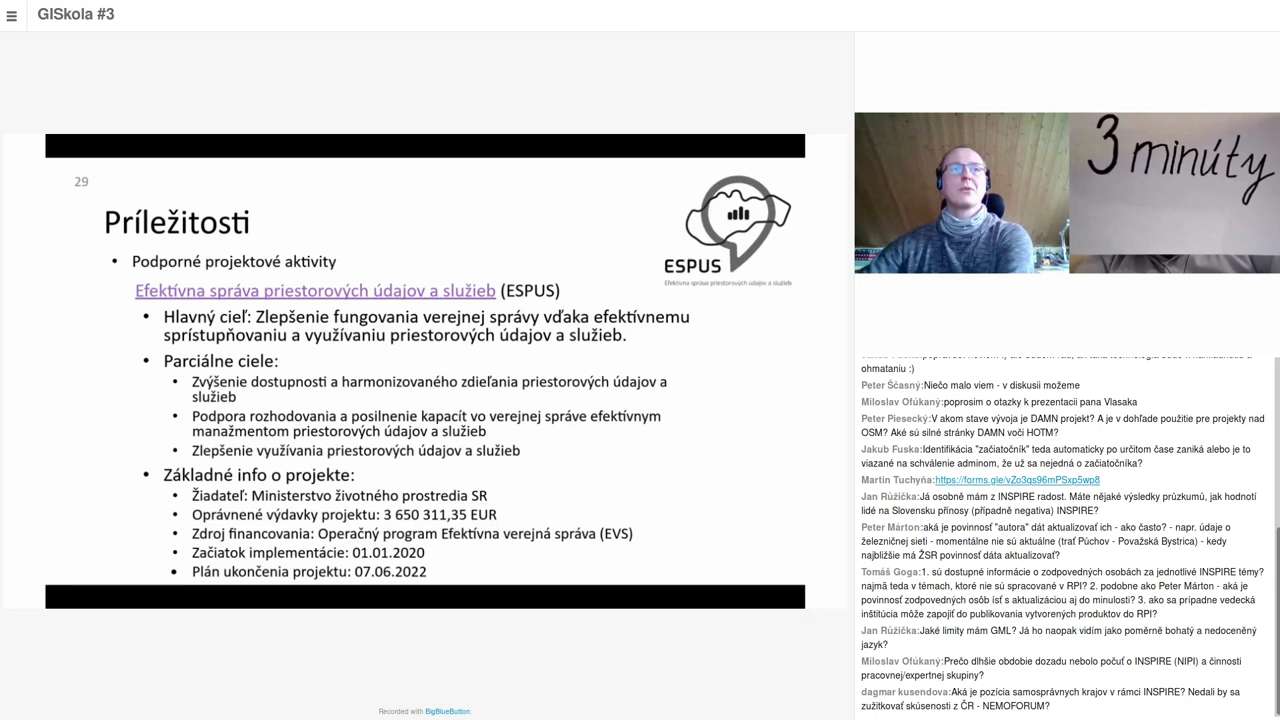 GISkola #3
29
Príležitosti
• Podporné projektové aktivity
Efektívna správa priestorových údajov a služieb (ESPUS)
• Hlavný cieľ: Zlepšenie fungovania verejnej správy vďaka efektívnemu
sprístupňovaniu a využívaniu priestorových údajov a služieb.
• Parciálne ciele:
• Zvýšenie dostupnosti a harmonizovaného zdieľania priestorových údajov a
služieb
• Podpora rozhodovania a posilnenie kapacít vo verejnej správe efektívnym
manažmentom priestorových údajov a služieb
• Zlepšenie využívania priestorových údajov a služieb
• Základné info o projekte:
• Žiadateľ: Ministerstvo životného prostredia SR
• Oprávnené výdavky projektu: 3 650 311,35 EUR
• Zdroj financovania: Operačný program Efektívna verejná správa (EVS)
• Začiatok implementácie: 01.01.2020
• Plán ukončenia projektu: 07.06.2022
ESPUS
Efektívna správa priestorových údajov a služieb
Recorded with BigBlueButton.
3 minúty
ohmataniu :)
Peter Ščasný:Niečo malo viem - v diskusii možeme
Miloslav Ofúkaný:poprosim o otazky k prezentacii pana Vlasaka
Peter Piesecký:V akom stave vývoja je DAMN projekt? A je v dohľade použitie pre projekty nad
OSM? Aké sú silné stránky DAMN voči HOTM?
Jakub Fuska:Identifikácia "začiatočník" teda automaticky po určitom čase zaniká alebo je to
viazané na schválenie adminom, že už sa nejedná o začiatočníka?
Martin Tuchyňa:https://forms.gle/vZo3qs96mPSxp5wp8
Jan Růžička:Já osobně mám z INSPIRE radost. Máte nějaké výsledky průzkumů, jak hodnotí
lidé na Slovensku přínosy (případně negativa) INSPIRE?
Peter Márton:aká je povinnosť "autora" dát aktualizovať ich - ako často? - napr. údaje o
železničnej sieti - momentálne nie sú aktuálne (trať Púchov - Považská Bystrica) - kedy
najbližšie má ŽSR povinnosť dáta aktualizovať?
Tomáš Goga:1. sú dostupné informácie o zodpovedných osobách za jednotlivé INSPIRE témy?
najmä teda v témach, ktoré nie sú spracované v RPI? 2. podobne ako Peter Márton - aká je
povinnosť zodpovedných osôb ísť s aktualizáciou aj do minulosti? 3. ako sa prípadne vedecká
inštitúcia môže zapojiť do publikovania vytvorených produktov do RPI?
Jan Růžička:Jaké limity mám GML? Já ho naopak vidím jako poměrně bohatý a nedoceněný
jazyk?
Miloslav Ofúkaný:Prečo dlhšie obdobie dozadu nebolo počuť o INSPIRE (NIPI) a činnosti
pracovnej/expertnej skupiny?
dagmar kusendova:Aká je pozícia samosprávnych krajov v rámci INSPIRE? Nedali by sa
zužitkovať skúsenosti z ČR - NEMOFORUM?